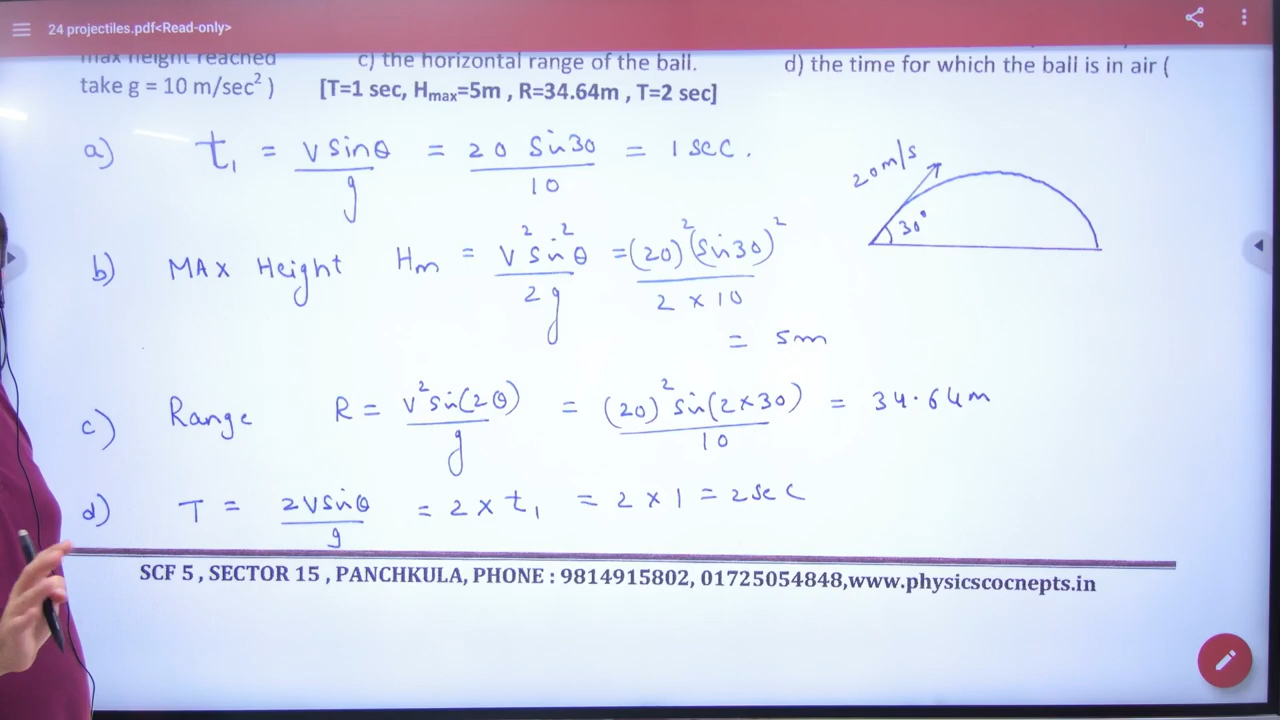 24 projectiles.pdf<Read-only>
max height reached c) the horizontal range of the ball. d) the time for which the ball is in air (
take g = 10 m/sec² ) [T=1 sec, Hmax=5m , R=34.64m , T=2 sec]
a) t₁ = v sinθ / g = 20 sin30 / 10 = 1 sec.
20m/s
30°
b) MAX Height Hm = v² sin²θ / 2g = (20)² (sin30)² / 2 × 10
= 5m
c) Range R = v² sin(2θ) / g = (20)² sin(2×30) / 10 = 34.64m
d) T = 2vsinθ / g = 2 × t₁ = 2 × 1 = 2sec
SCF 5 , SECTOR 15 , PANCHKULA, PHONE : 9814915802, 01725054848,www.physicscocnepts.in